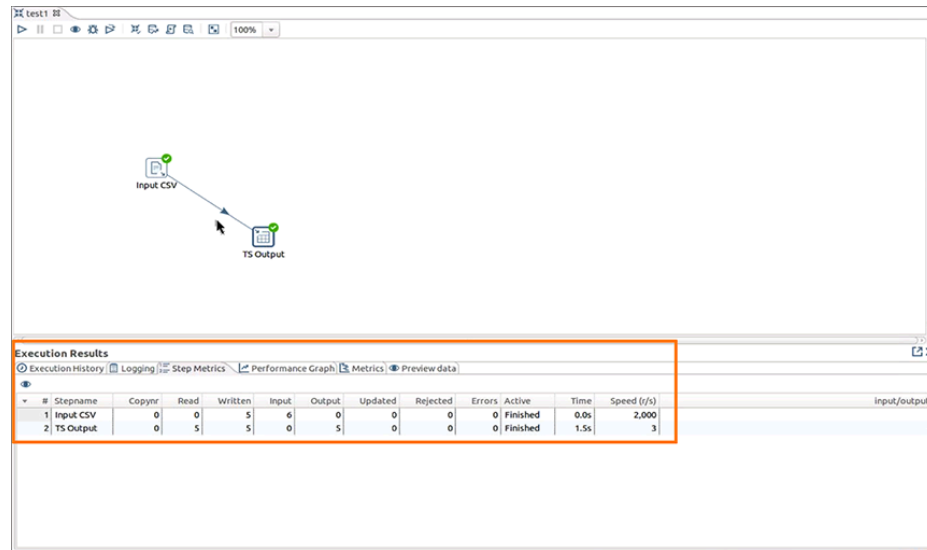 test1
100%
Input CSV
TS Output
Execution Results
Execution History Logging Step Metrics Performance Graph Metrics Preview data
# Stepname Copynr Read Written Input Output Updated Rejected Errors Active Time Speed (r/s) input/output
1 Input CSV 0 0 5 6 0 0 0 0 Finished 0.0s 2,000
2 TS Output 0 5 5 0 5 0 0 0 Finished 1.5s 3